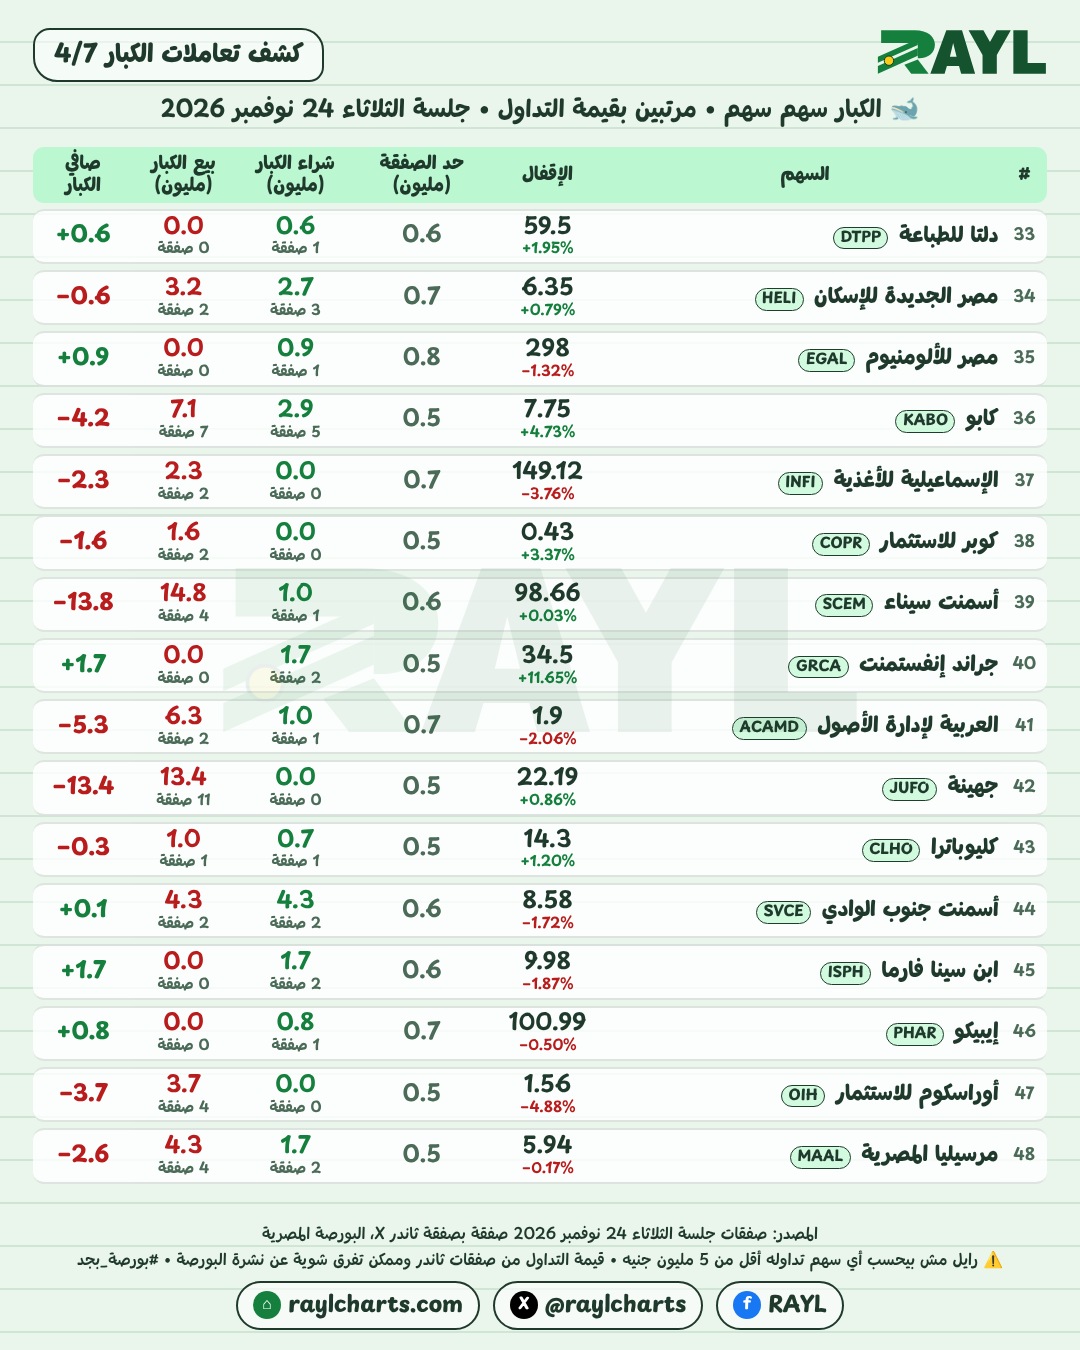 كشف تعاملات الكبار 4/7
RAYL
🐋 الكبار سهم سهم • مرتبين بقيمة التداول • جلسة الثلاثاء 24 نوفمبر 2026
# السهم الإقفال حد الصفقة (مليون) شراء الكبار (مليون) بيع الكبار (مليون) صافي الكبار
33 دلتا للطباعة DTPP 59.5 +1.95% 0.6 0.6 1 صفقة 0.0 0 صفقة +0.6
34 مصر الجديدة للإسكان HELI 6.35 +0.79% 0.7 2.7 3 صفقة 3.2 2 صفقة −0.6
35 مصر للألومنيوم EGAL 298 −1.32% 0.8 0.9 1 صفقة 0.0 0 صفقة +0.9
36 كابو KABO 7.75 +4.73% 0.5 2.9 5 صفقة 7.1 7 صفقة −4.2
37 الإسماعيلية للأغذية INFI 149.12 −3.76% 0.7 0.0 0 صفقة 2.3 2 صفقة −2.3
38 كوبر للاستثمار COPR 0.43 +3.37% 0.5 0.0 0 صفقة 1.6 2 صفقة −1.6
39 أسمنت سيناء SCEM 98.66 +0.03% 0.6 1.0 1 صفقة 14.8 4 صفقة −13.8
40 جراند إنفستمنت GRCA 34.5 +11.65% 0.5 1.7 2 صفقة 0.0 0 صفقة +1.7
41 العربية لإدارة الأصول ACAMD 1.9 −2.06% 0.7 1.0 1 صفقة 6.3 2 صفقة −5.3
42 جهينة JUFO 22.19 +0.86% 0.5 0.0 0 صفقة 13.4 11 صفقة −13.4
43 كليوباترا CLHO 14.3 +1.20% 0.5 0.7 1 صفقة 1.0 1 صفقة −0.3
44 أسمنت جنوب الوادي SVCE 8.58 −1.72% 0.6 4.3 2 صفقة 4.3 2 صفقة +0.1
45 ابن سينا فارما ISPH 9.98 −1.87% 0.6 1.7 2 صفقة 0.0 0 صفقة +1.7
46 إيبيكو PHAR 100.99 −0.50% 0.7 0.8 1 صفقة 0.0 0 صفقة +0.8
47 أوراسكوم للاستثمار OIH 1.56 −4.88% 0.5 0.0 0 صفقة 3.7 4 صفقة −3.7
48 مرسيليا المصرية MAAL 5.94 −0.17% 0.5 1.7 2 صفقة 4.3 4 صفقة −2.6
المصدر: صفقات جلسة الثلاثاء 24 نوفمبر 2026 صفقة بصفقة ثاندر X، البورصة المصرية
⚠️ رايل مش بيحسب أي سهم تداوله أقل من 5 مليون جنيه • قيمة التداول من صفقات ثاندر وممكن تفرق شوية عن نشرة البورصة • #بورصة_بجد
raylcharts.com @raylcharts RAYL